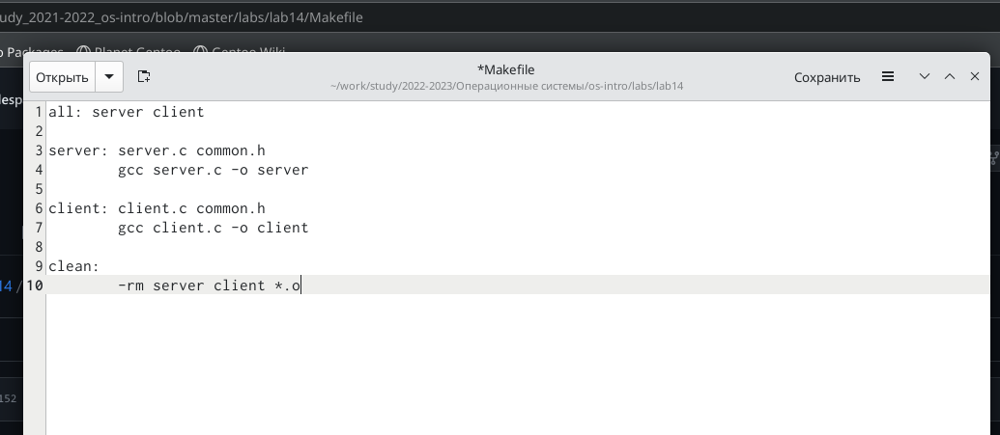 udy_2021-2022_os-intro/blob/master/labs/lab14/Makefile
Packages Planet Gentoo Gentoo Wiki
Открыть
*Makefile
~/work/study/2022-2023/Операционные системы/os-intro/labs/lab14
Сохранить
lesp
1 all: server client
2
3 server: server.c common.h
4 gcc server.c -o server
5
6 client: client.c common.h
7 gcc client.c -o client
8
9 clean:
14 /
10 -rm server client *.o
152